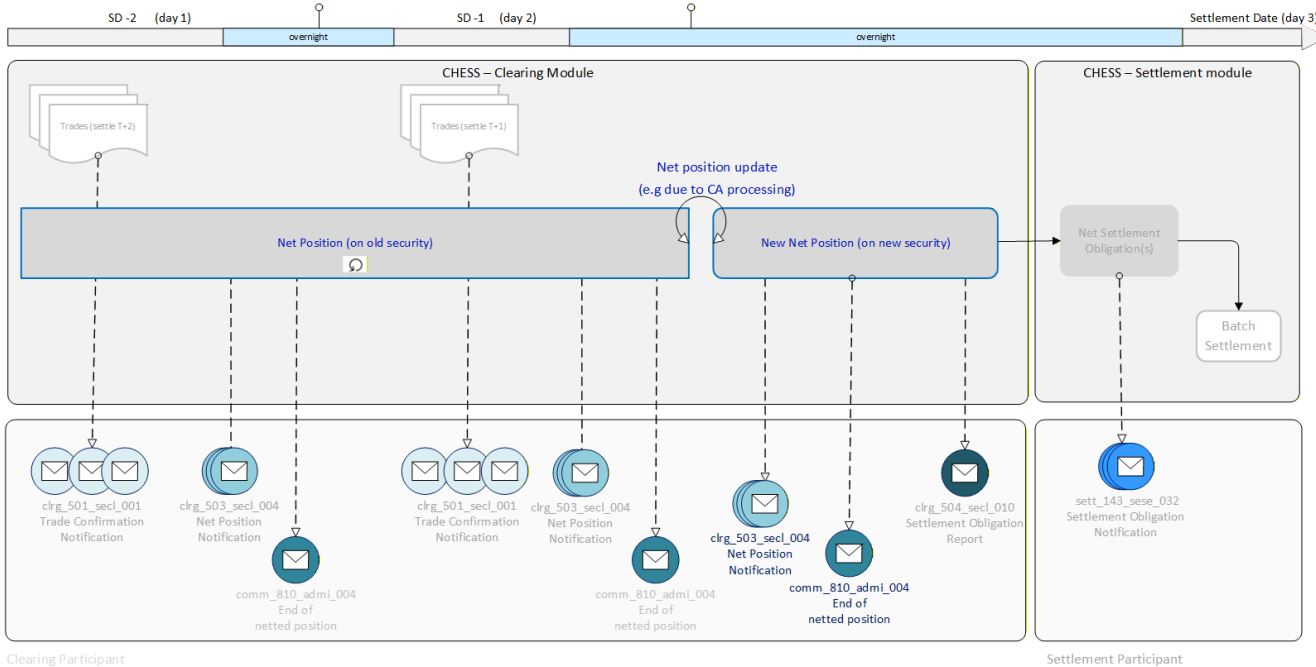 SD -2 (day 1)
SD -1 (day 2)
Settlement Date (day 3)
overnight
overnight
CHESS – Clearing Module
CHESS – Settlement module
Trades (settle T+2)
Trades (settle T+1)
Net position update
(e.g due to CA processing)
Net Position (on old security)
New Net Position (on new security)
Net Settlement
Obligation(s)
Batch
Settlement
clrg_501_secl_001
Trade Confirmation
Notification
clrg_503_secl_004
Net Position
Notification
comm_810_admi_004
End of
netted position
clrg_501_secl_001
Trade Confirmation
Notification
clrg_503_secl_004
Net Position
Notification
comm_810_admi_004
End of
netted position
clrg_503_secl_004
Net Position
Notification
comm_810_admi_004
End of
netted position
clrg_504_secl_010
Settlement Obligation
Report
sett_143_sese_032
Settlement Obligation
Notification
Clearing Participant
Settlement Participant